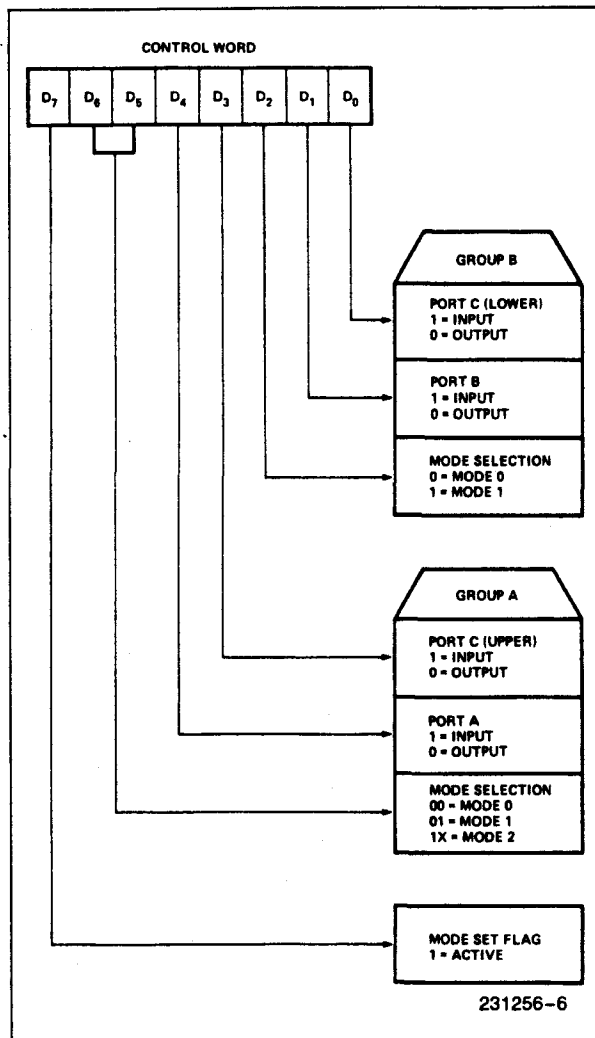 CONTROL WORD
D7 D6 D5 D4 D3 D2 D1 D0
GROUP B
PORT C (LOWER)
1 = INPUT
0 = OUTPUT
PORT B
1 = INPUT
0 = OUTPUT
MODE SELECTION
0 = MODE 0
1 = MODE 1
GROUP A
PORT C (UPPER)
1 = INPUT
0 = OUTPUT
PORT A
1 = INPUT
0 = OUTPUT
MODE SELECTION
00 = MODE 0
01 = MODE 1
1X = MODE 2
MODE SET FLAG
1 = ACTIVE
231256-6